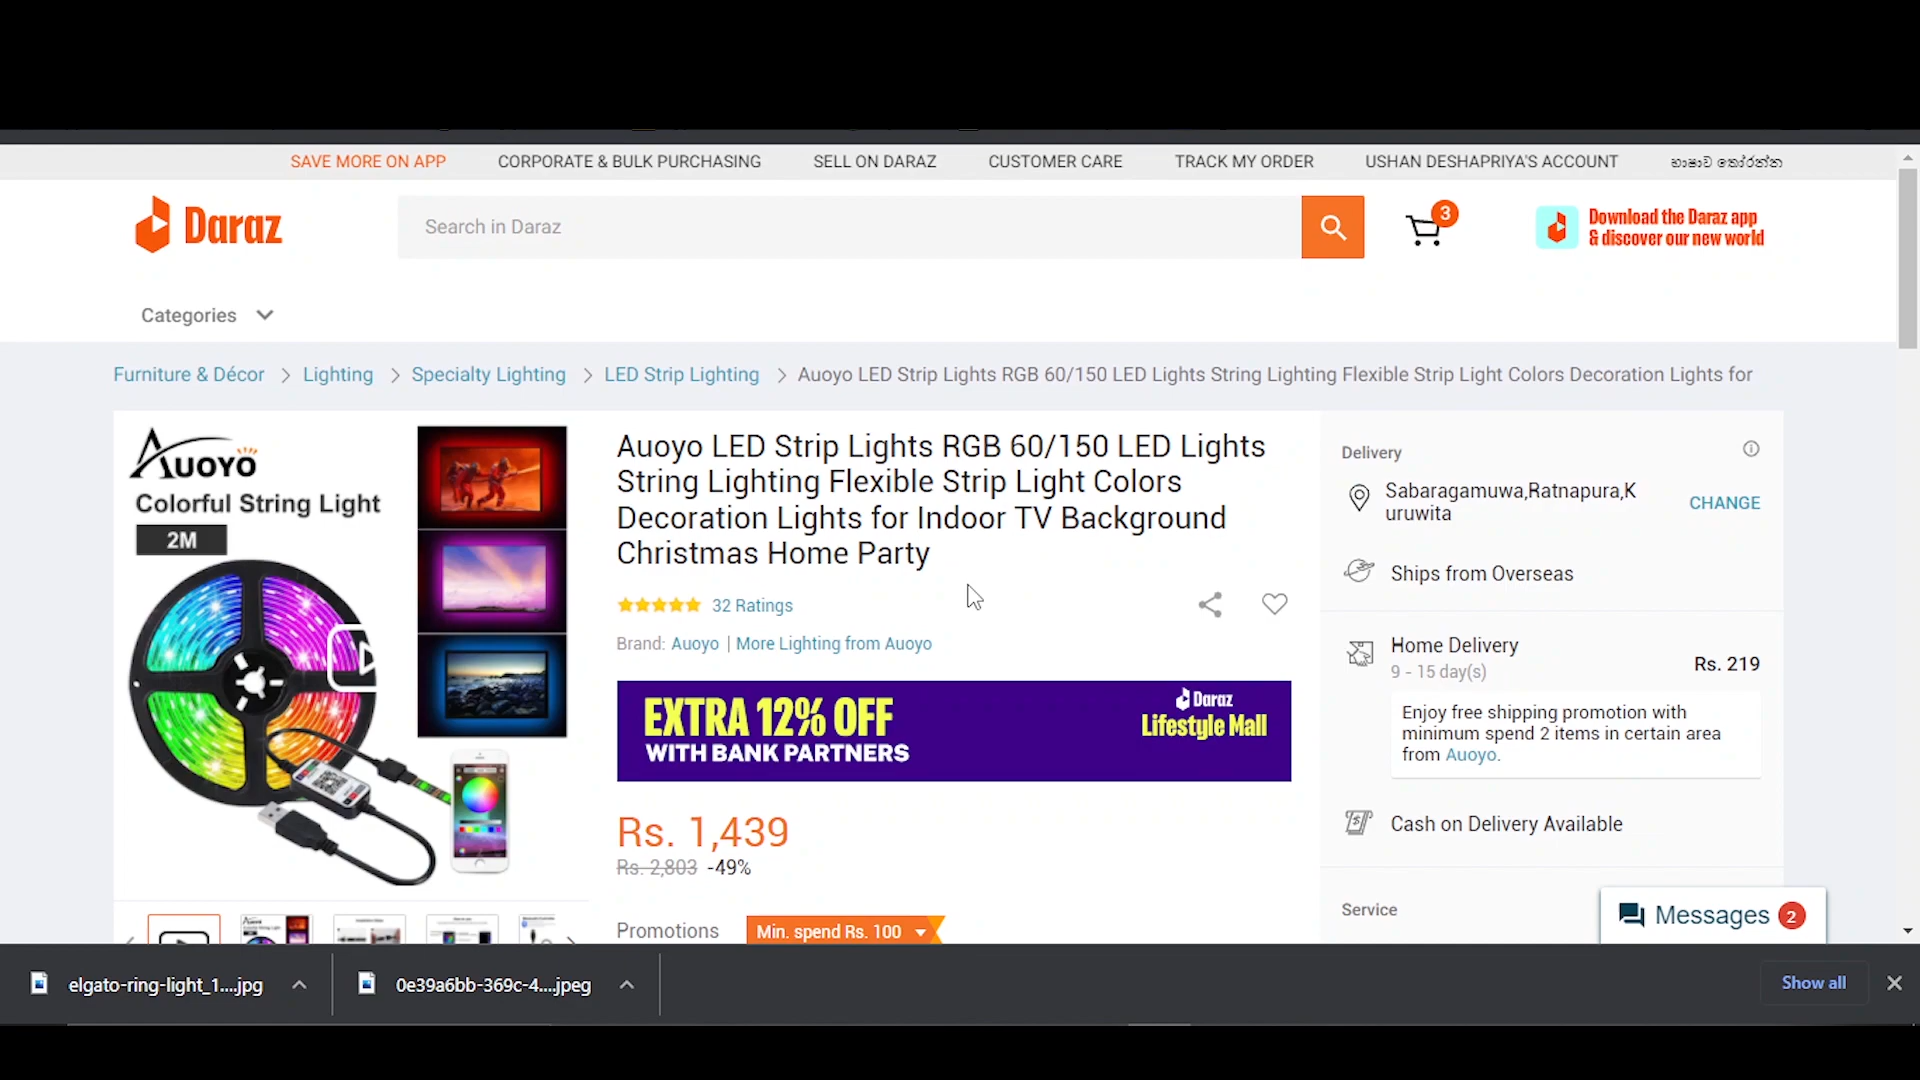 SAVE MORE ON APP CORPORATE & BULK PURCHASING SELL ON DARAZ CUSTOMER CARE TRACK MY ORDER USHAN DESHAPRIYA'S ACCOUNT භාෂාව තෝරන්න
Daraz
Search in Daraz
3
Download the Daraz app
& discover our new world
Categories
Furniture & Décor > Lighting > Specialty Lighting > LED Strip Lighting > Auoyo LED Strip Lights RGB 60/150 LED Lights String Lighting Flexible Strip Light Colors Decoration Lights for
AUOYO
Colorful String Light
2M
Auoyo LED Strip Lights RGB 60/150 LED Lights
String Lighting Flexible Strip Light Colors
Decoration Lights for Indoor TV Background
Christmas Home Party
32 Ratings
Brand: Auoyo | More Lighting from Auoyo
EXTRA 12% OFF
WITH BANK PARTNERS
Daraz
Lifestyle Mall
Rs. 1,439
Rs. 2,803 -49%
Promotions Min. spend Rs. 100
Delivery
Sabaragamuwa,Ratnapura,K
uruwita
CHANGE
Ships from Overseas
Home Delivery
9 - 15 day(s)
Rs. 219
Enjoy free shipping promotion with
minimum spend 2 items in certain area
from Auoyo.
Cash on Delivery Available
Service
Messages 2
elgato-ring-light_1....jpg 0e39a6bb-369c-4....jpeg Show all